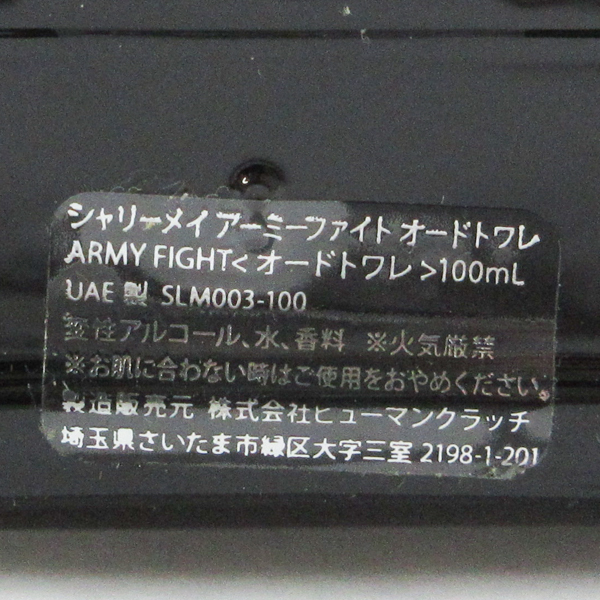 シャリーメイ アーミーファイト オードトワレ
ARMY FIGHT< オードトワレ >100mL
UAE 製 SLM003-100
変性アルコール、水、香料 ※火気厳禁
※お肌に合わない時はご使用をおやめください。
製造販売元 株式会社ヒューマンクラッチ
埼玉県さいたま市緑区大字三室 2198-1-201